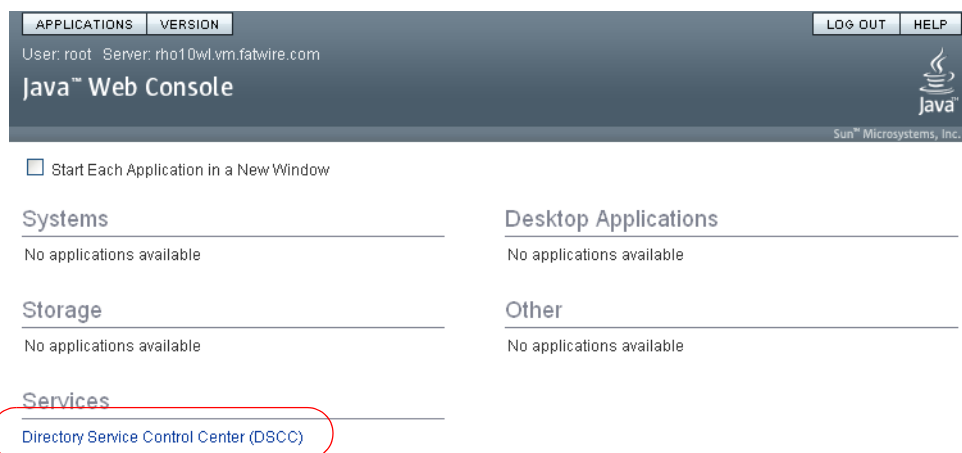 APPLICATIONS VERSION LOG OUT HELP
User: root Server: rho10wl.vm.fatwire.com
Java™ Web Console
Java™
Sun™ Microsystems, Inc.
Start Each Application in a New Window
Systems
No applications available
Desktop Applications
No applications available
Storage
No applications available
Other
No applications available
Services
Directory Service Control Center (DSCC)